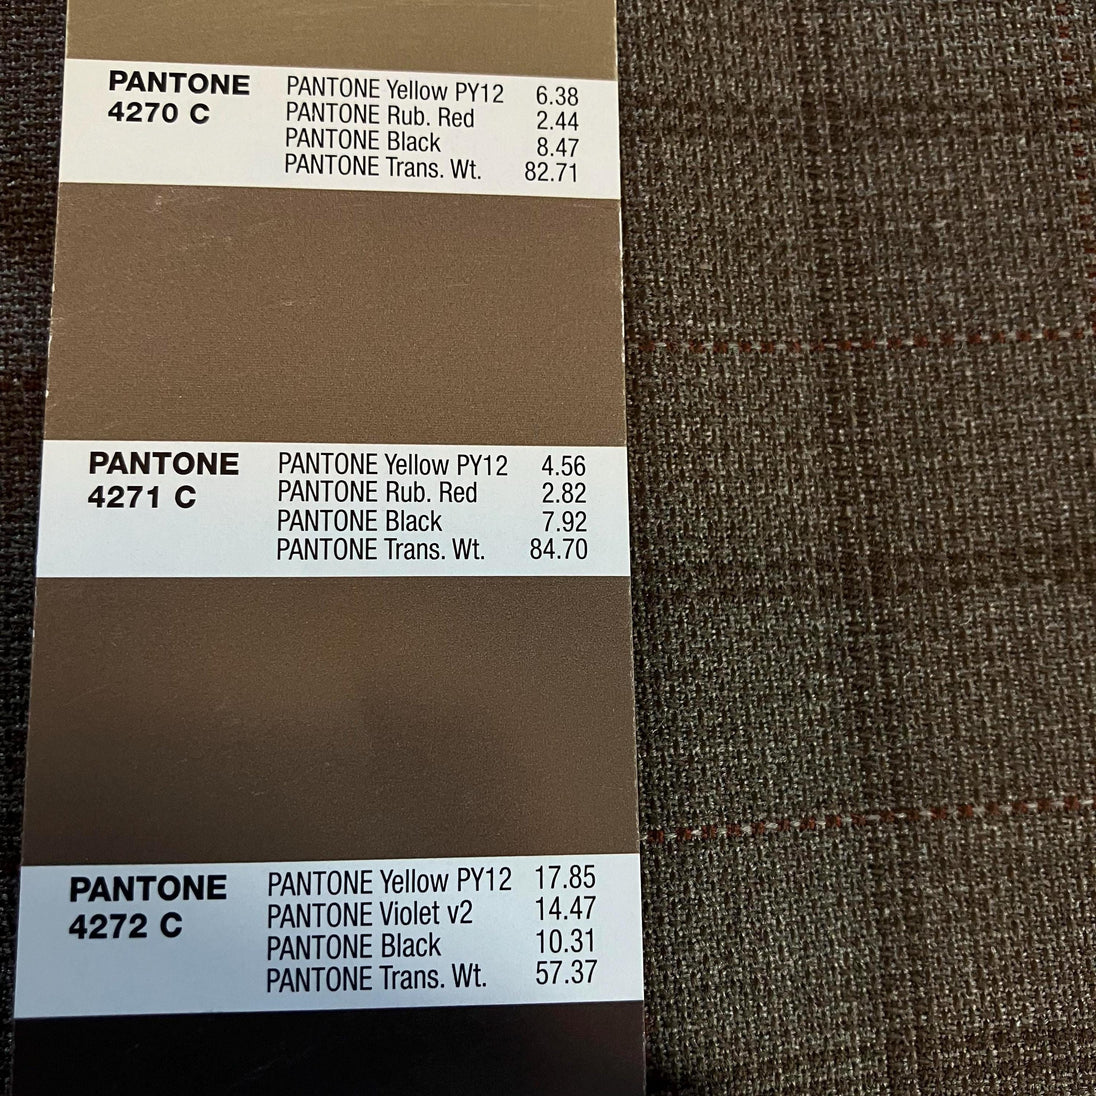 PANTONE
4270 C
PANTONE Yellow PY12 6.38
PANTONE Rub. Red 2.44
PANTONE Black 8.47
PANTONE Trans. Wt. 82.71
PANTONE
4271 C
PANTONE Yellow PY12 4.56
PANTONE Rub. Red 2.82
PANTONE Black 7.92
PANTONE Trans. Wt. 84.70
PANTONE
4272 C
PANTONE Yellow PY12 17.85
PANTONE Violet v2 14.47
PANTONE Black 10.31
PANTONE Trans. Wt. 57.37